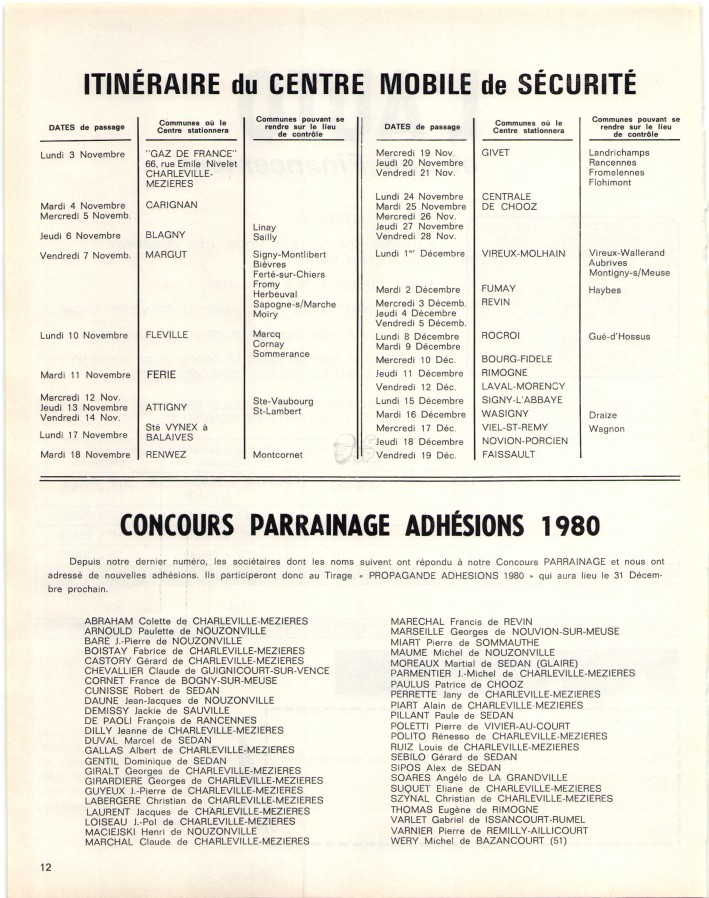 ITINÉRAIRE du CENTRE MOBILE de SÉCURITÉ
DATES de passage
Communes où le
Centre stationnera
Communes pouvant se
rendre sur le lieu
de contrôle
Lundi 3 Novembre
"GAZ DE FRANCE"
66, rue Emile Nivelet
CHARLEVILLE-
MEZIERES
Mardi 4 Novembre
CARIGNAN
Mercredi 5 Novemb.
Jeudi 6 Novembre
BLAGNY
Linay
Sailly
Vendredi 7 Novemb.
MARGUT
Signy-Montlibert
Bièvres
Ferté-sur-Chiers
Fromy
Herbeuval
Sapogne-s/Marche
Moiry
Lundi 10 Novembre
FLEVILLE
Marcq
Cornay
Sommerance
Mardi 11 Novembre
FERIE
Mercredi 12 Nov.
Jeudi 13 Novembre
Vendredi 14 Nov.
ATTIGNY
Ste-Vaubourg
St-Lambert
Lundi 17 Novembre
Sté VYNEX à
BALAIVES
Mardi 18 Novembre
RENWEZ
Montcornet
DATES de passage
Communes où le
Centre stationnera
Communes pouvant se
rendre sur le lieu
de contrôle
Mercredi 19 Nov.
Jeudi 20 Novembre
Vendredi 21 Nov.
GIVET
Landrichamps
Rancennes
Fromelennes
Flohimont
Lundi 24 Novembre
Mardi 25 Novembre
Mercredi 26 Nov.
Jeudi 27 Novembre
Vendredi 28 Nov.
CENTRALE
DE CHOOZ
Lundi 1er Décembre
VIREUX-MOLHAIN
Vireux-Wallerand
Aubrives
Montigny-s/Meuse
Mardi 2 Décembre
FUMAY
Haybes
Mercredi 3 Décemb.
Jeudi 4 Décembre
Vendredi 5 Décemb.
REVIN
Lundi 8 Décembre
Mardi 9 Décembre
ROCROI
Gué-d'Hossus
Mercredi 10 Déc.
BOURG-FIDELE
Jeudi 11 Décembre
RIMOGNE
Vendredi 12 Déc.
LAVAL-MORENCY
Lundi 15 Décembre
SIGNY-L'ABBAYE
Mardi 16 Décembre
WASIGNY
Draize
Mercredi 17 Déc.
VIEL-ST-REMY
Wagnon
Jeudi 18 Décembre
NOVION-PORCIEN
Vendredi 19 Déc.
FAISSAULT
CONCOURS PARRAINAGE ADHÉSIONS 1980
Depuis notre dernier numéro, les sociétaires dont les noms suivent ont répondu à notre Concours PARRAINAGE et nous ont
adressé de nouvelles adhésions. Ils participeront donc au Tirage « PROPAGANDE ADHESIONS 1980 » qui aura lieu le 31 Décem-
bre prochain.
ABRAHAM Colette de CHARLEVILLE-MEZIERES
ARNOULD Paulette de NOUZONVILLE
BARE J.-Pierre de NOUZONVILLE
BOISTAY Fabrice de CHARLEVILLE-MEZIERES
CASTORY Gérard de CHARLEVILLE-MEZIERES
CHEVALLIER Claude de GUIGNICOURT-SUR-VENCE
CORNET France de BOGNY-SUR-MEUSE
CUNISSE Robert de SEDAN
DAUNE Jean-Jacques de NOUZONVILLE
DEMISSY Jackie de SAUVILLE
DE PAOLI François de RANCENNES
DILLY Jeanne de CHARLEVILLE-MEZIERES
DUVAL Marcel de SEDAN
GALLAS Albert de CHARLEVILLE-MEZIERES
GENTIL Dominique de SEDAN
GIRALT Georges de CHARLEVILLE-MEZIERES
GIRARDIERE Georges de CHARLEVILLE-MEZIERES
GUYEUX J.-Pierre de CHARLEVILLE-MEZIERES
LABERGERE Christian de CHARLEVILLE-MEZIERES
LAURENT Jacques de CHARLEVILLE-MEZIERES
LOISEAU J.-Pol de CHARLEVILLE-MEZIERES
MACIEJSKI Henri de NOUZONVILLE
MARCHAL Claude de CHARLEVILLE-MEZIERES
MARECHAL Francis de REVIN
MARSEILLE Georges de NOUVION-SUR-MEUSE
MIART Pierre de SOMMAUTHE
MAUME Michel de NOUZONVILLE
MOREAUX Martial de SEDAN (GLAIRE)
PARMENTIER J.-Michel de CHARLEVILLE-MEZIERES
PAULUS Patrice de CHOOZ
PERRETTE Jany de CHARLEVILLE-MEZIERES
PIART Alain de CHARLEVILLE-MEZIERES
PILLANT Paule de SEDAN
POLETTI Pierre de VIVIER-AU-COURT
POLITO Rénesso de CHARLEVILLE-MEZIERES
RUIZ Louis de CHARLEVILLE-MEZIERES
SEBILO Gérard de SEDAN
SIPOS Alex de SEDAN
SOARES Angélo de LA GRANDVILLE
SUQUET Eliane de CHARLEVILLE-MEZIERES
SZYNAL Christian de CHARLEVILLE-MEZIERES
THOMAS Eugène de RIMOGNE
VARLET Gabriel de ISSANCOURT-RUMEL
VARNIER Pierre de REMILLY-AILLICOURT
WERY Michel de BAZANCOURT (51)
12